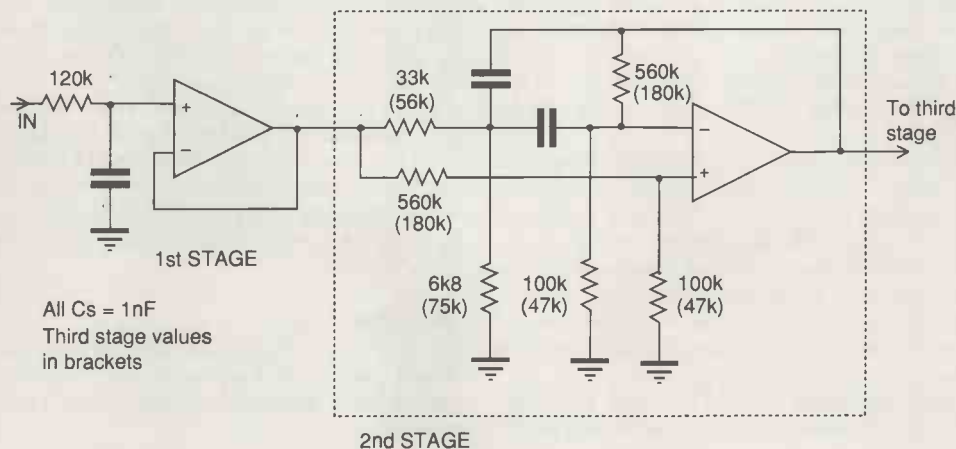 120k
IN
+
−
1st STAGE
All Cs = 1nF
Third stage values
in brackets
33k
(56k)
560k
(180k)
560k
(180k)
−
+
To third
stage
6k8
(75k)
100k
(47k)
100k
(47k)
2nd STAGE